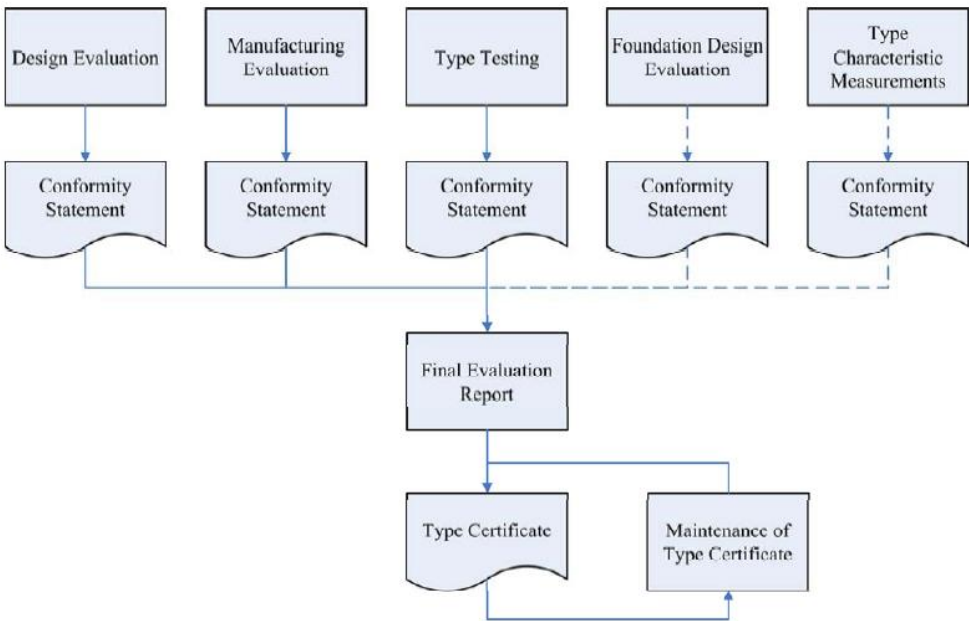 Design Evaluation
Manufacturing
Evaluation
Type Testing
Foundation Design
Evaluation
Type
Characteristic
Measurements
Conformity
Statement
Conformity
Statement
Conformity
Statement
Conformity
Statement
Conformity
Statement
Final Evaluation
Report
Type Certificate
Maintenance of
Type Certificate